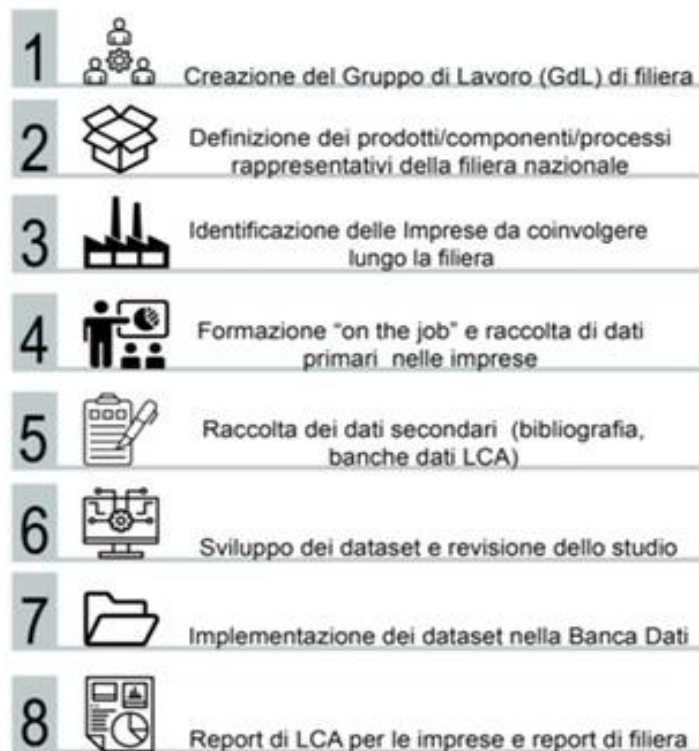 1
Creazione del Gruppo di Lavoro (GdL) di filiera
2
Definizione dei prodotti/componenti/processi
rappresentativi della filiera nazionale
3
Identificazione delle Imprese da coinvolgere
lungo la filiera
4
Formazione “on the job” e raccolta di dati
primari nelle imprese
5
Raccolta dei dati secondari (bibliografia,
banche dati LCA)
6
Sviluppo dei dataset e revisione dello studio
7
Implementazione dei dataset nella Banca Dati
8
Report di LCA per le imprese e report di filiera